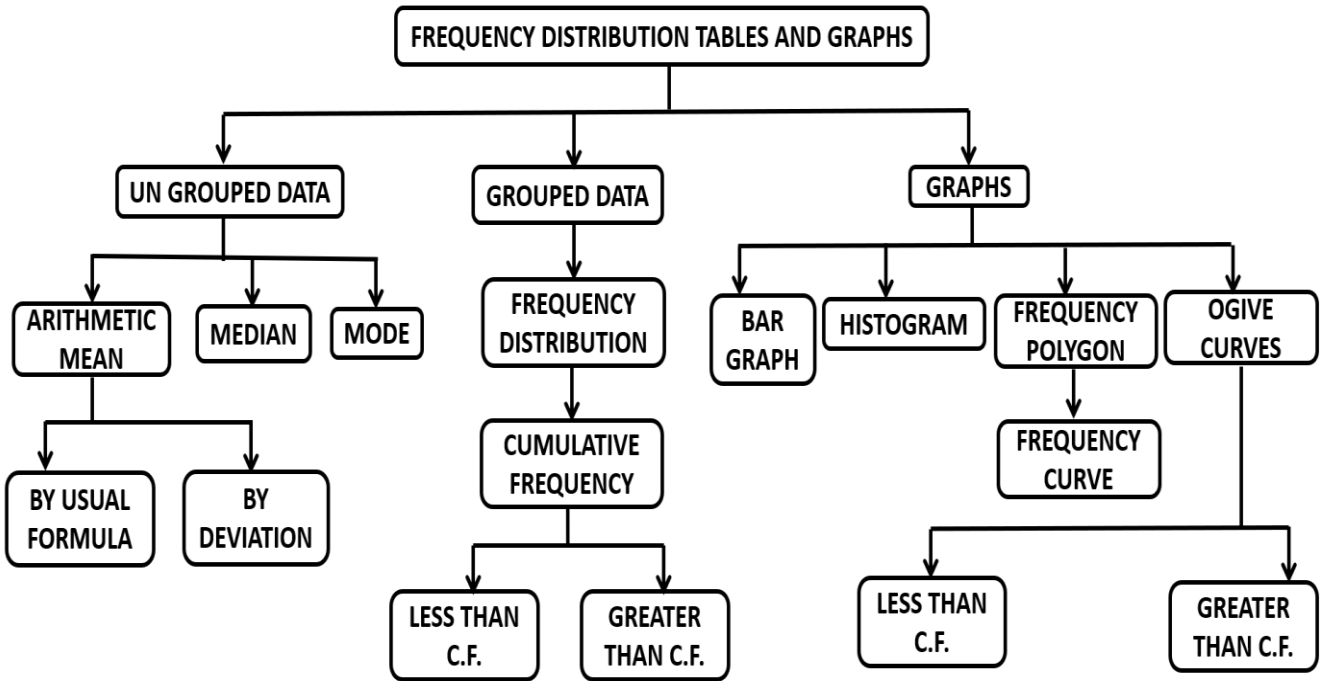 FREQUENCY DISTRIBUTION TABLES AND GRAPHS
UN GROUPED DATA
GROUPED DATA
GRAPHS
ARITHMETIC
MEAN
MEDIAN
MODE
FREQUENCY
DISTRIBUTION
BAR
GRAPH
HISTOGRAM
FREQUENCY
POLYGON
OGIVE
CURVES
BY USUAL
FORMULA
BY
DEVIATION
CUMULATIVE
FREQUENCY
FREQUENCY
CURVE
LESS THAN
C.F.
GREATER
THAN C.F.
LESS THAN
C.F.
GREATER
THAN C.F.